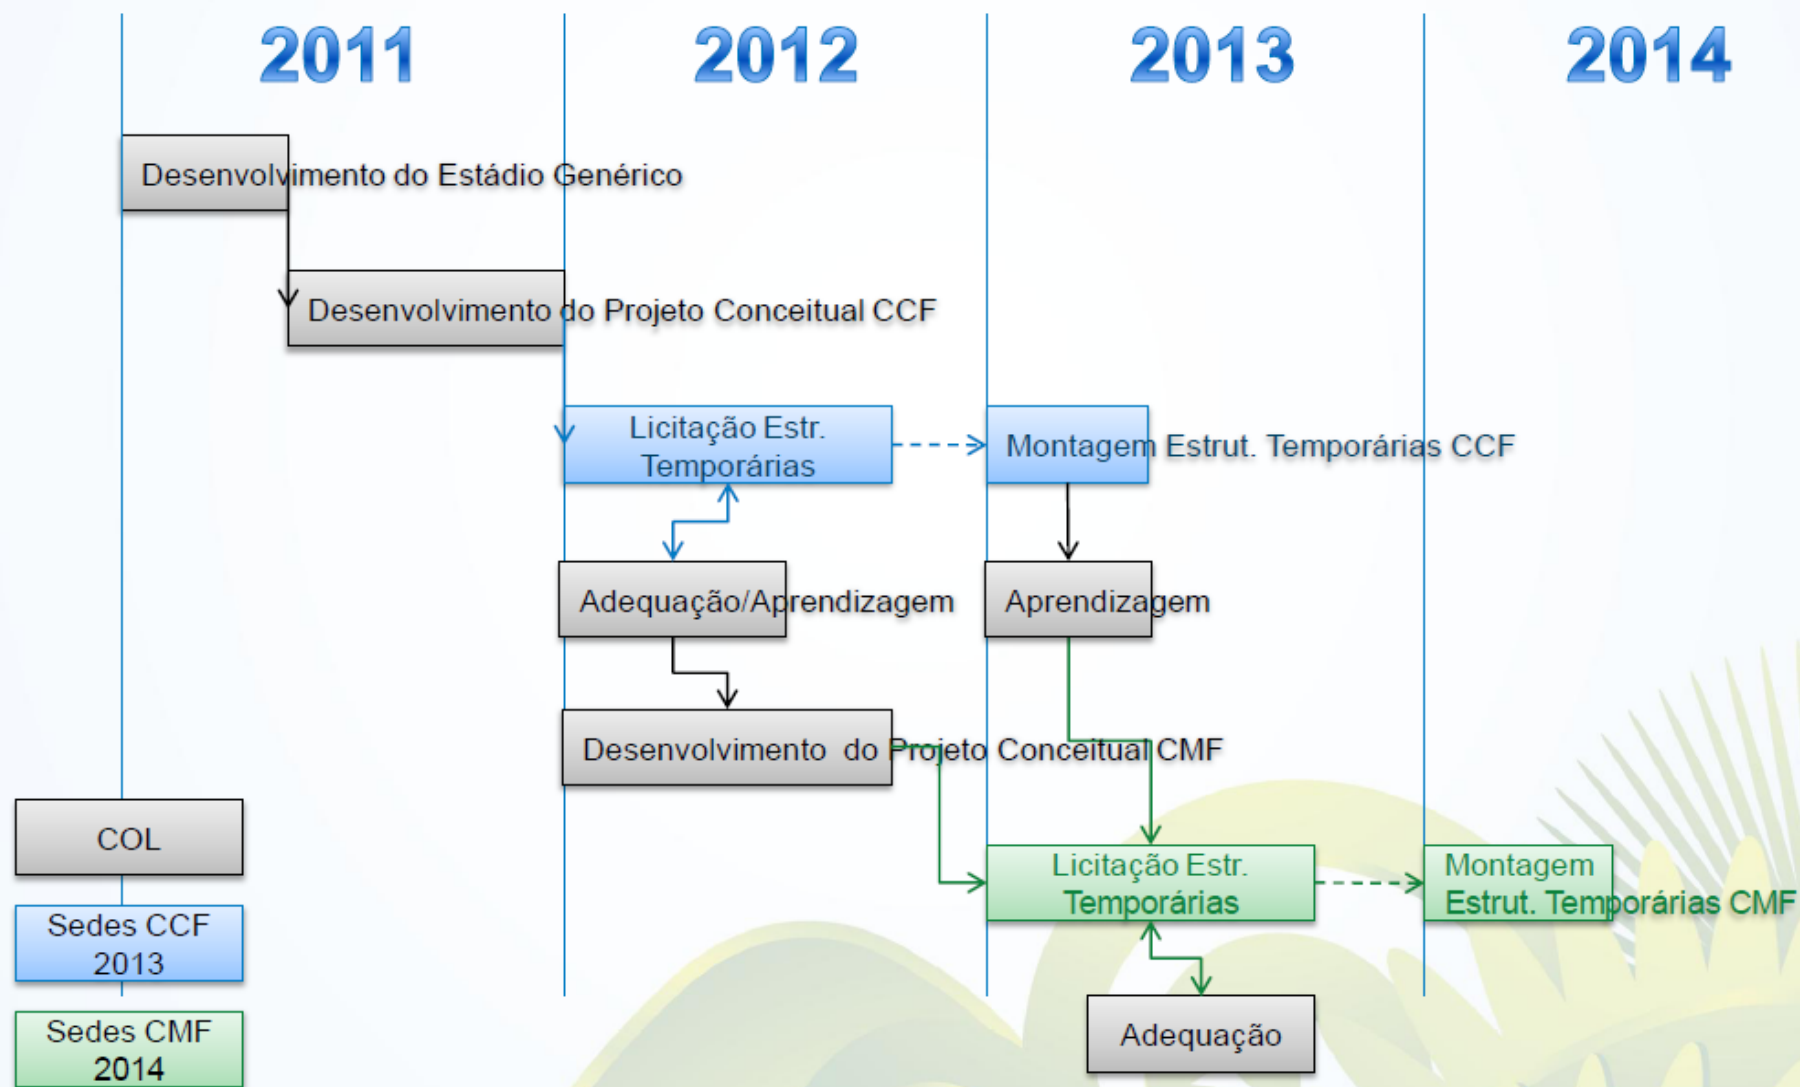 2011 2012 2013 2014
Desenvolvimento do Estádio Genérico
Desenvolvimento do Projeto Conceitual CCF
Licitação Estr.
Temporárias
Montagem Estrut. Temporárias CCF
Adequação/Aprendizagem
Aprendizagem
Desenvolvimento do Projeto Conceitual CMF
COL
Licitação Estr.
Temporárias
Montagem
Estrut. Temporárias CMF
Sedes CCF
2013
Adequação
Sedes CMF
2014